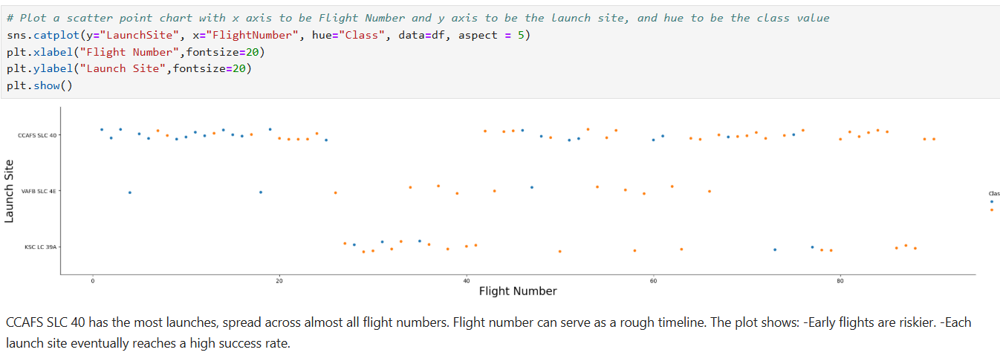 # Plot a scatter point chart with x axis to be Flight Number and y axis to be the launch site, and hue to be the class value
sns.catplot(y="LaunchSite", x="FlightNumber", hue="Class", data=df, aspect = 5)
plt.xlabel("Flight Number",fontsize=20)
plt.ylabel("Launch Site",fontsize=20)
plt.show()
Launch Site
CCAFS SLC 40
VAFB SLC 4E
KSC LC 39A
Clas
0 20 40 60 80
Flight Number
CCAFS SLC 40 has the most launches, spread across almost all flight numbers. Flight number can serve as a rough timeline. The plot shows: -Early flights are riskier. -Each
launch site eventually reaches a high success rate.